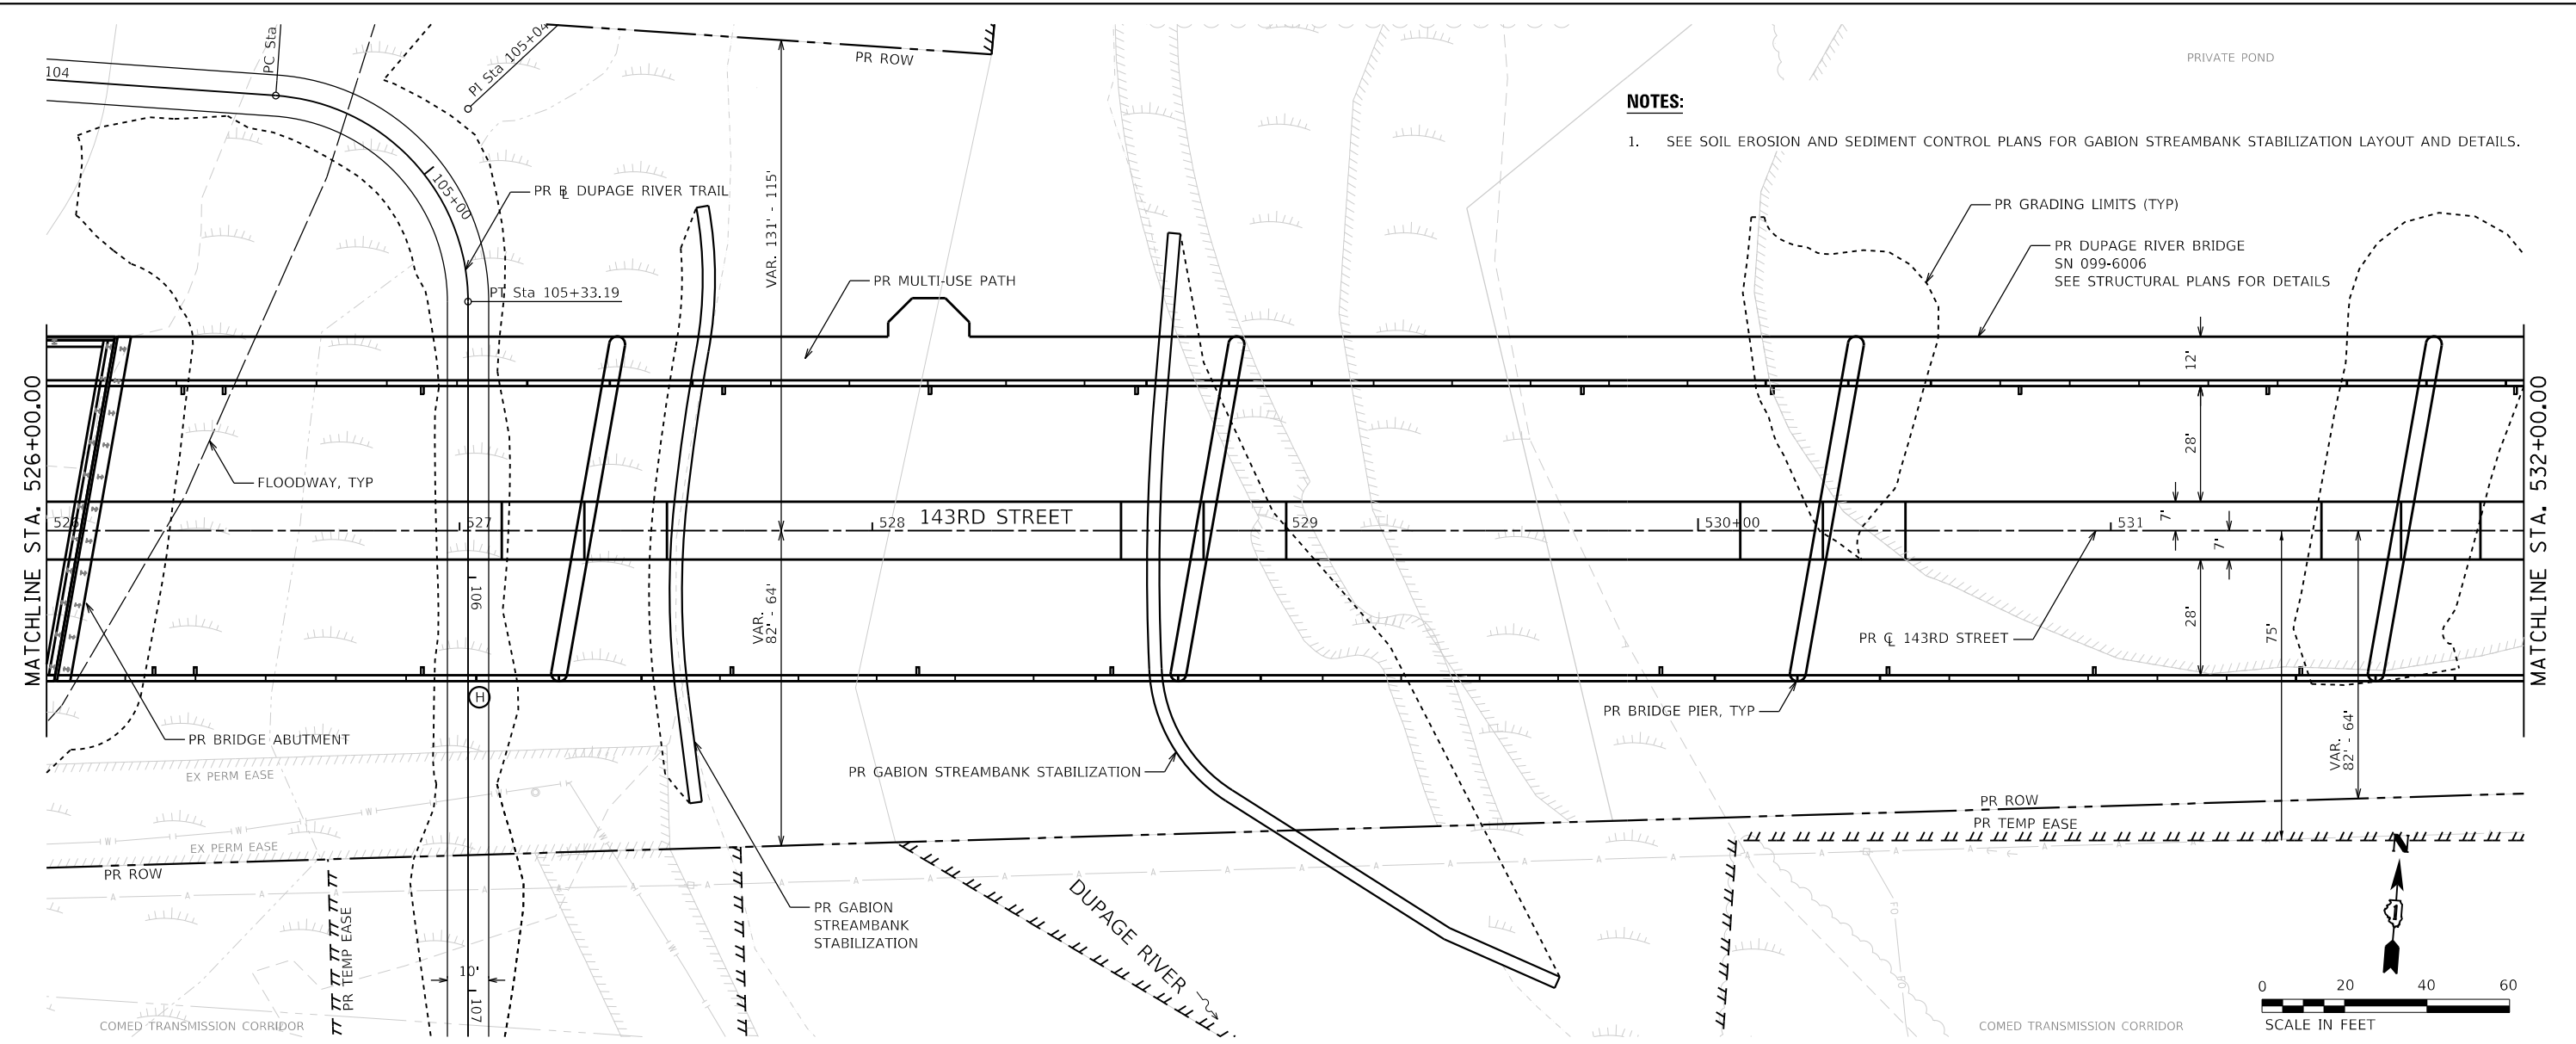 104
PC Sta
PI Sta 105+04
PR ROW
PRIVATE POND
NOTES:
1. SEE SOIL EROSION AND SEDIMENT CONTROL PLANS FOR GABION STREAMBANK STABILIZATION LAYOUT AND DETAILS.
105+00
PR BL DUPAGE RIVER TRAIL
VAR. 131' - 115'
PR GRADING LIMITS (TYP)
PR DUPAGE RIVER BRIDGE
SN 099-6006
SEE STRUCTURAL PLANS FOR DETAILS
PT Sta 105+33.19
PR MULTI-USE PATH
12'
MATCHLINE STA. 526+00.00
MATCHLINE STA. 532+00.00
28'
FLOODWAY, TYP
527
528
143RD STREET
529
530+00
531
7'
7'
106
VAR.
82' - 64'
PR CL 143RD STREET
28'
75'
H
PR BRIDGE PIER, TYP
PR BRIDGE ABUTMENT
VAR.
82' - 64'
EX PERM EASE
PR GABION STREAMBANK STABILIZATION
PR ROW
PR TEMP EASE
EX PERM EASE
PR ROW
PR TEMP EASE
PR GABION
STREAMBANK
STABILIZATION
DUPAGE RIVER
FO
N
1
10'
107
0 20 40 60
SCALE IN FEET
COMED TRANSMISSION CORRIDOR
COMED TRANSMISSION CORRIDOR